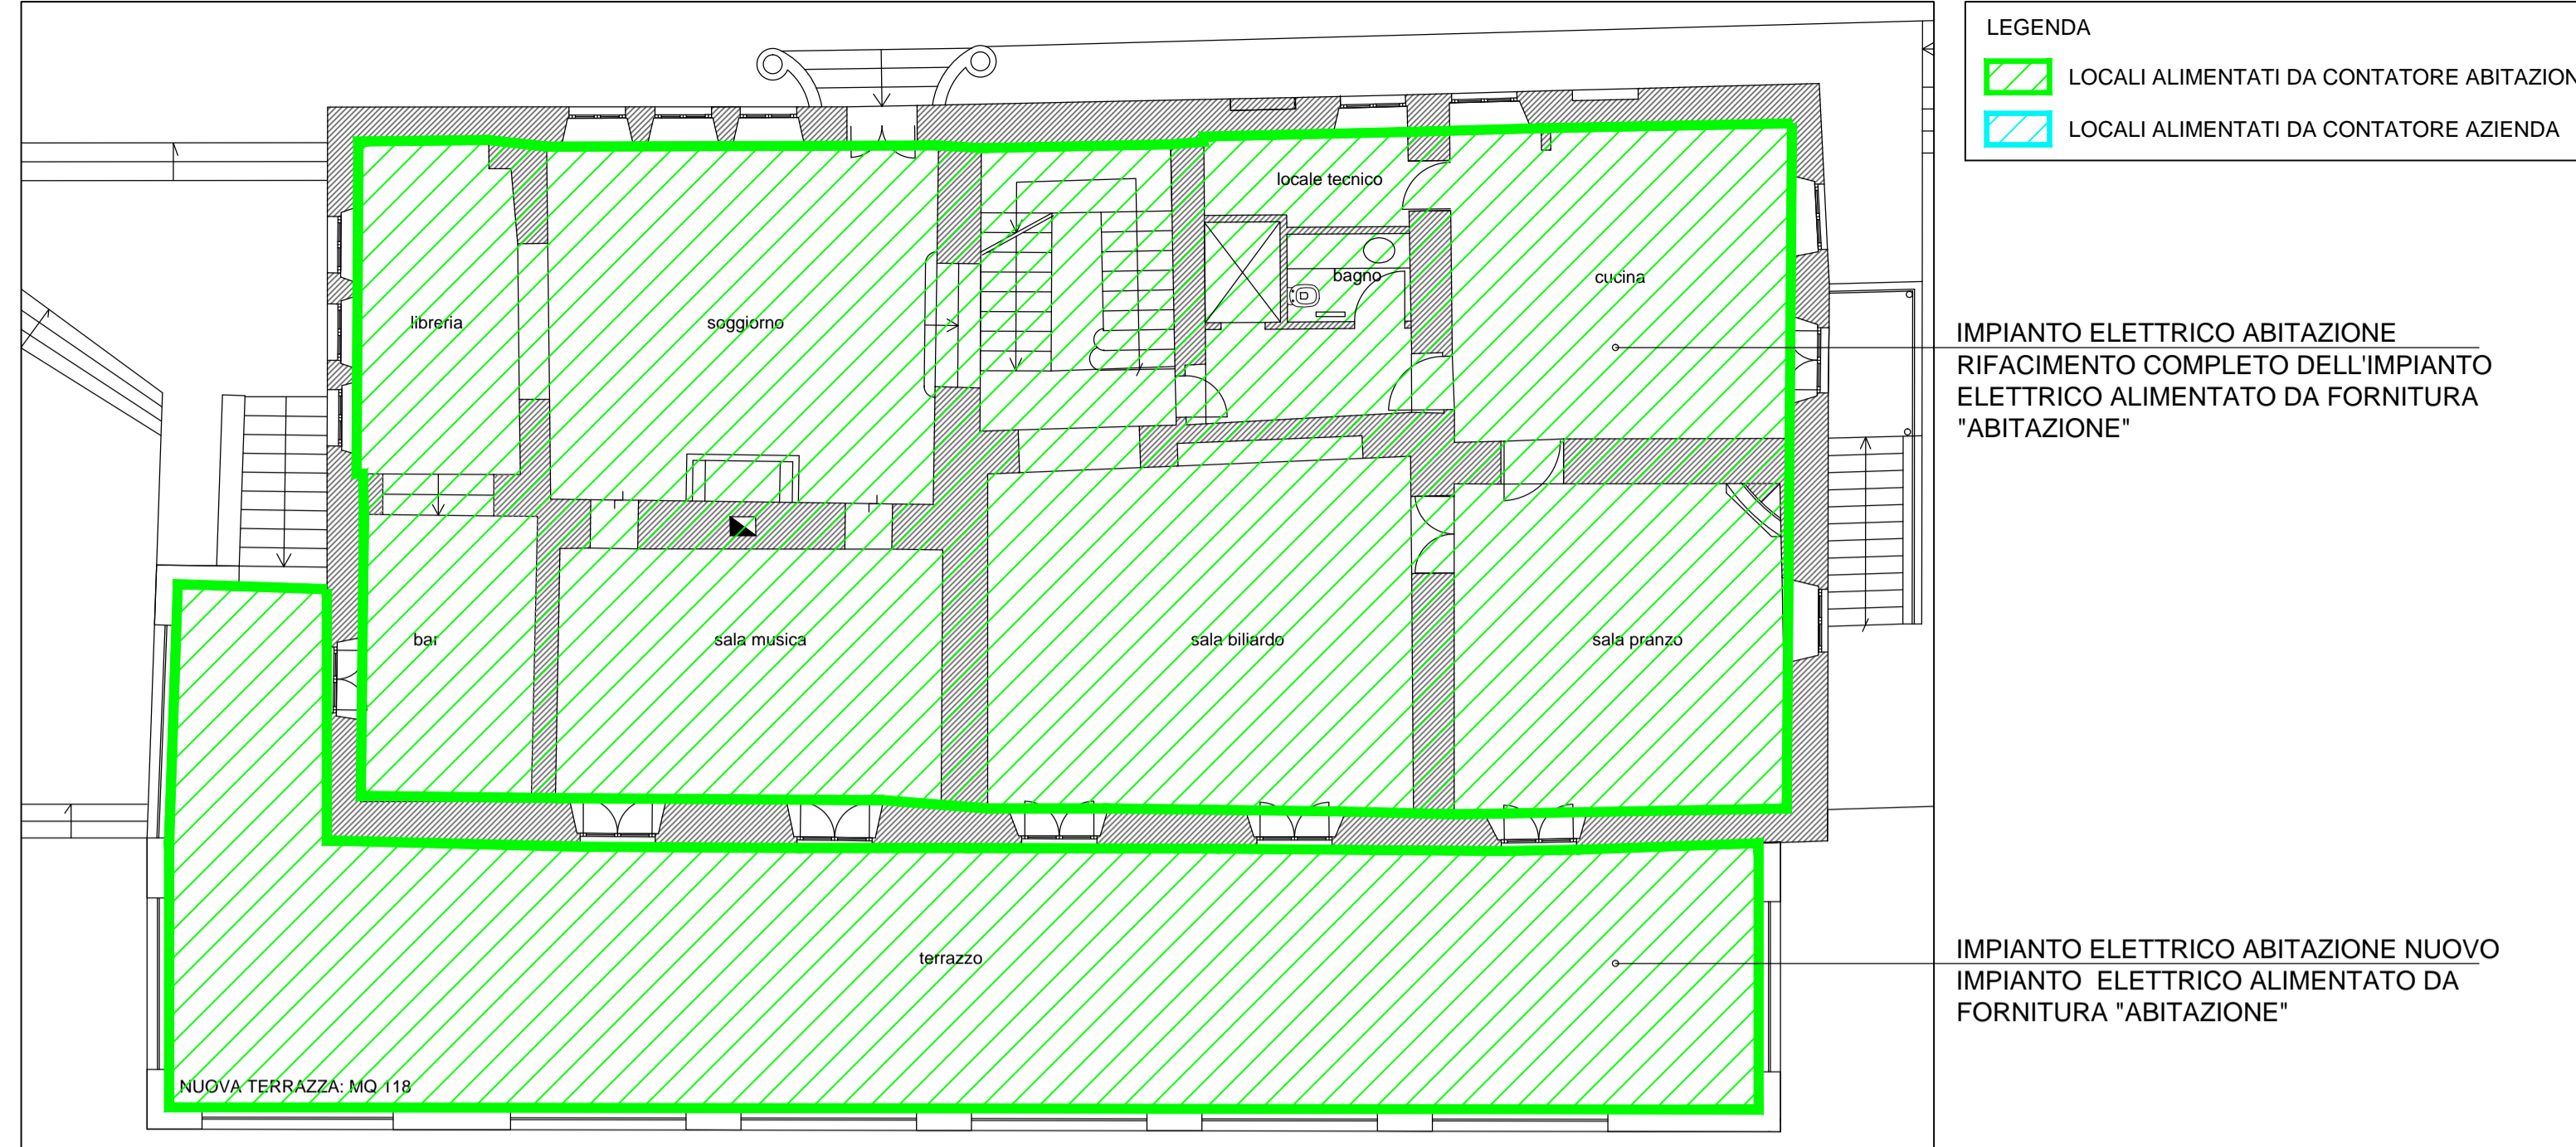 LEGENDA
LOCALI ALIMENTATI DA CONTATORE ABITAZION
LOCALI ALIMENTATI DA CONTATORE AZIENDA
locale tecnico
bagno
cucina
libreria
soggiorno
IMPIANTO ELETTRICO ABITAZIONE
RIFACIMENTO COMPLETO DELL'IMPIANTO
ELETTRICO ALIMENTATO DA FORNITURA
"ABITAZIONE"
bar
sala musica
sala biliardo
sala pranzo
terrazzo
IMPIANTO ELETTRICO ABITAZIONE NUOVO
IMPIANTO ELETTRICO ALIMENTATO DA
FORNITURA "ABITAZIONE"
NUOVA TERRAZZA: MQ 118